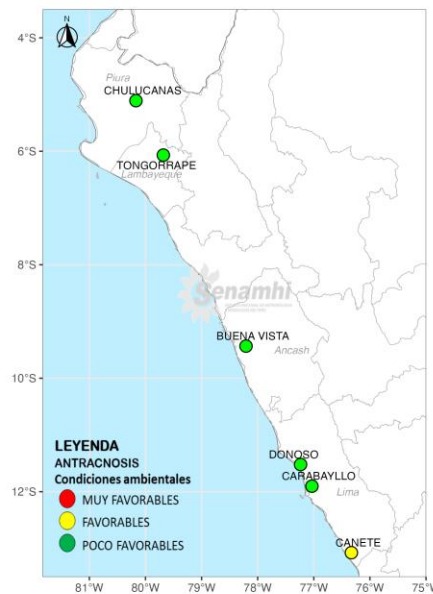 N
4°S
Piura
CHULUCANAS
6°S
TONGORRAPE
Lambayeque
8°S
Senamhi
BUENA VISTA
Ancash
10°S
LEYENDA
ANTRACNOSIS
Condiciones ambientales
MUY FAVORABLES
FAVORABLES
POCO FAVORABLES
DONOSO
CARABAYLLO
12°S
Lima
CANETE
81°W 80°W 79°W 78°W 77°W 76°W 75°W